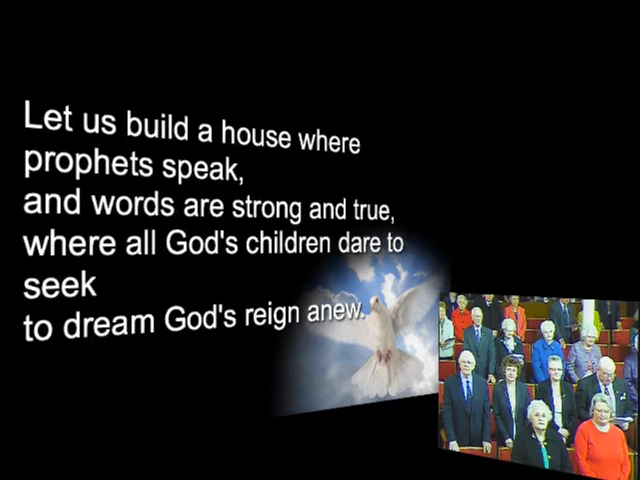 Let us build a house where
prophets speak,
and words are strong and true,
where all God's children dare to
seek
to dream God's reign anew.